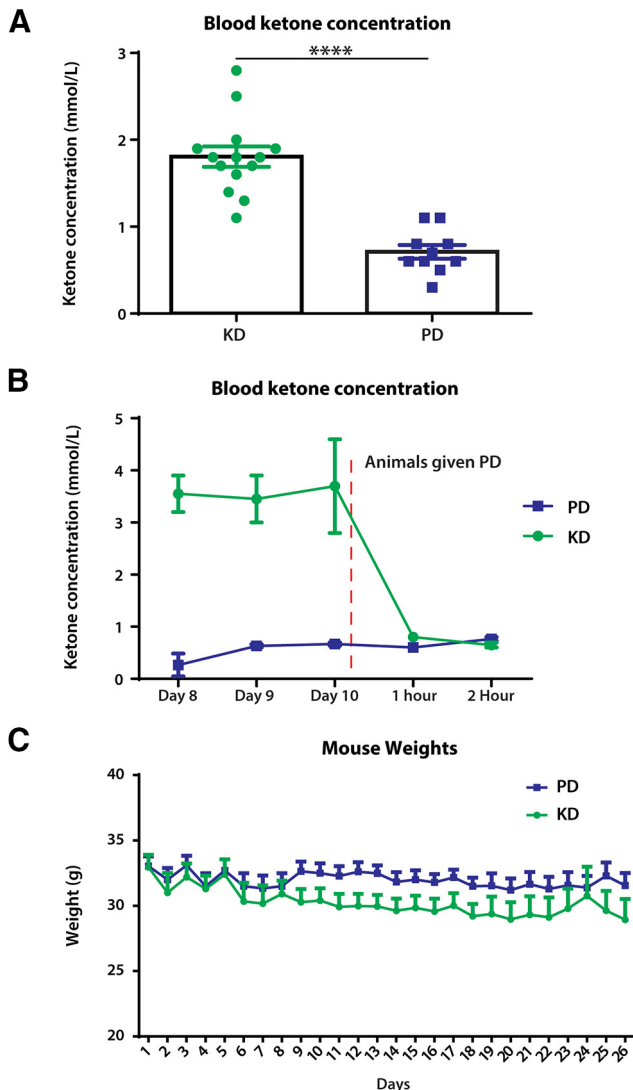 A
Blood ketone concentration
****
Ketone concentration (mmol/L)
3
2
1
0
KD
PD
B
Blood ketone concentration
Ketone concentration (mmol/L)
5
4
3
2
1
0
Animals given PD
PD
KD
Day 8
Day 9
Day 10
1 hour
2 Hour
C
Mouse Weights
Weight (g)
40
35
30
25
20
PD
KD
1 2 3 4 5 6 7 8 9 10 11 12 13 14 15 16 17 18 19 20 21 22 23 24 25 26
Days